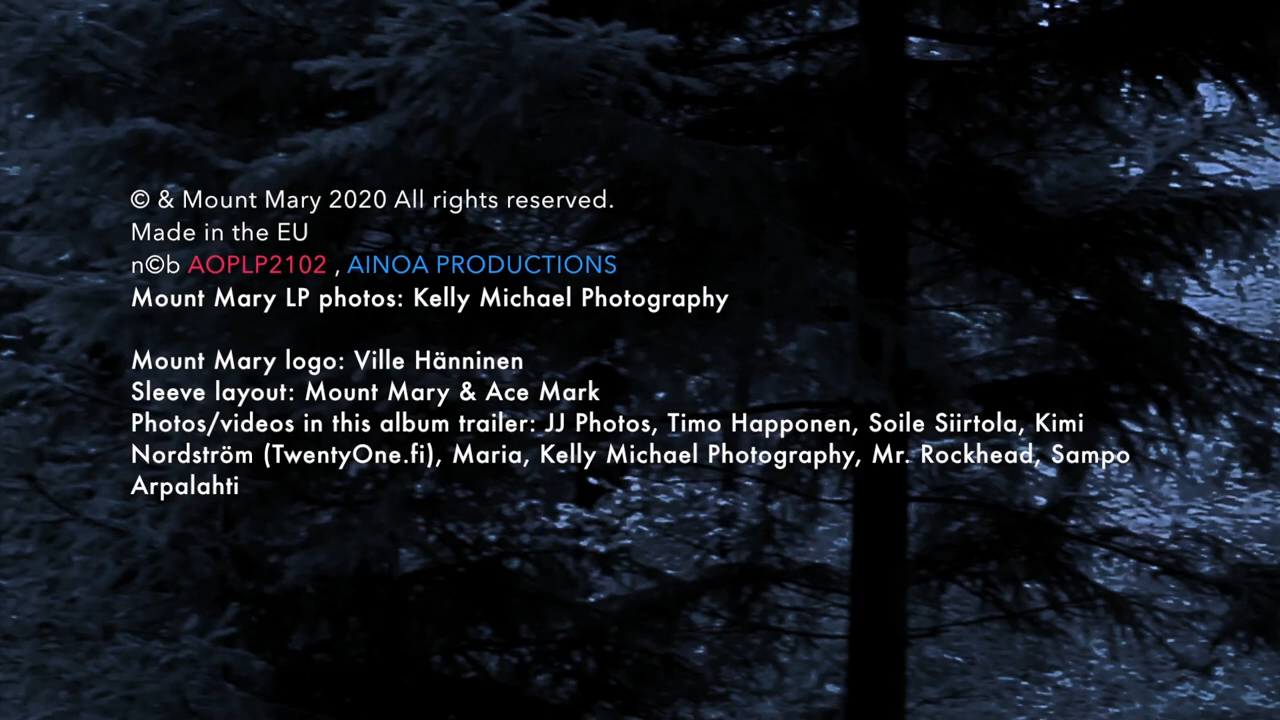 © & Mount Mary 2020 All rights reserved.
Made in the EU
n©b AOPLP2102 , AINOA PRODUCTIONS
Mount Mary LP photos: Kelly Michael Photography
Mount Mary logo: Ville Hänninen
Sleeve layout: Mount Mary & Ace Mark
Photos/videos in this album trailer: JJ Photos, Timo Happonen, Soile Siirtola, Kimi
Nordström (TwentyOne.fi), Maria, Kelly Michael Photography, Mr. Rockhead, Sampo
Arpalahti